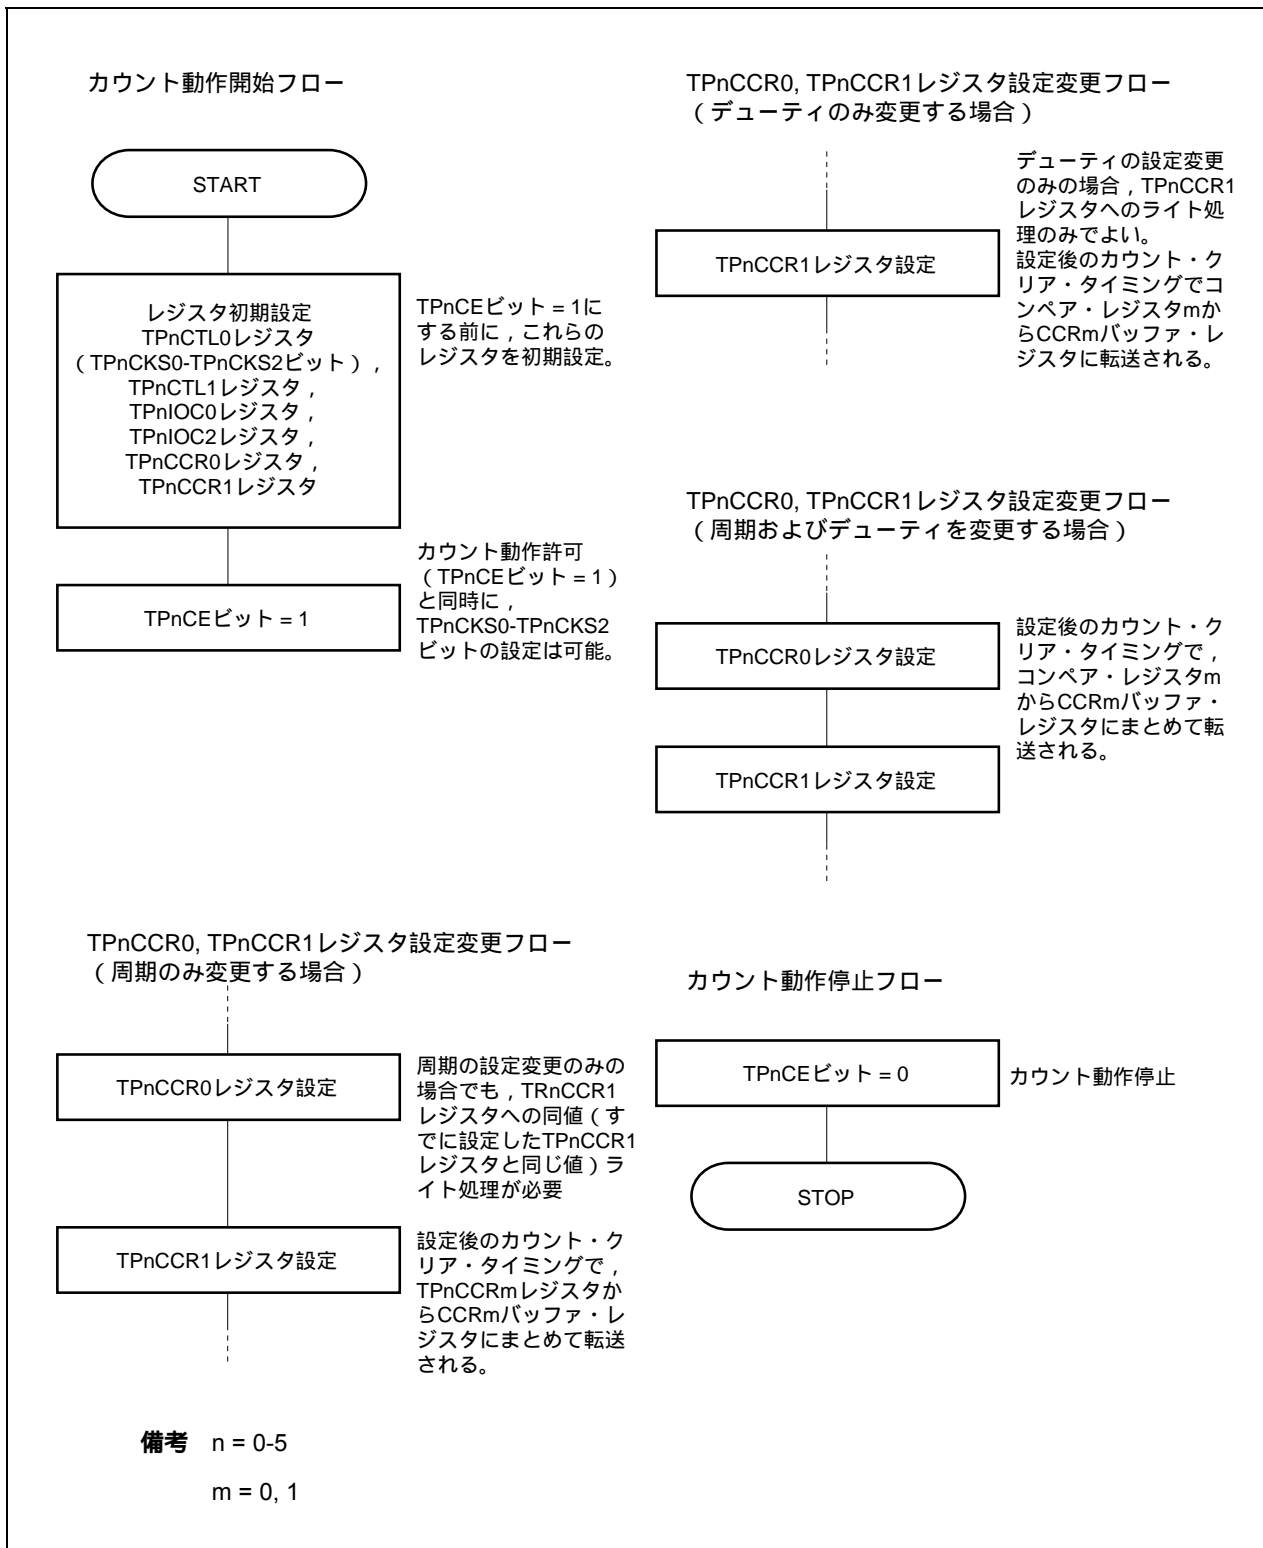 カウント動作開始フロー
START
レジスタ初期設定
TPnCTL0レジスタ
（TPnCKS0-TPnCKS2ビット），
TPnCTL1レジスタ，
TPnIOC0レジスタ，
TPnIOC2レジスタ，
TPnCCR0レジスタ，
TPnCCR1レジスタ
TPnCEビット = 1に
する前に，これらの
レジスタを初期設定。
TPnCEビット = 1
カウント動作許可
（TPnCEビット = 1）
と同時に，
TPnCKS0-TPnCKS2
ビットの設定は可能。
TPnCCR0, TPnCCR1レジスタ設定変更フロー
（デューティのみ変更する場合）
TPnCCR1レジスタ設定
デューティの設定変更
のみの場合，TPnCCR1
レジスタへのライト処
理のみでよい。
設定後のカウント・ク
リア・タイミングでコ
ンペア・レジスタmか
らCCRmバッファ・レ
ジスタに転送される。
TPnCCR0, TPnCCR1レジスタ設定変更フロー
（周期およびデューティを変更する場合）
TPnCCR0レジスタ設定
設定後のカウント・ク
リア・タイミングで，
コンペア・レジスタm
からCCRmバッファ・
レジスタにまとめて転
送される。
TPnCCR1レジスタ設定
TPnCCR0, TPnCCR1レジスタ設定変更フロー
（周期のみ変更する場合）
TPnCCR0レジスタ設定
周期の設定変更のみの
場合でも，TRnCCR1
レジスタへの同値（す
でに設定したTPnCCR1
レジスタと同じ値）ラ
イト処理が必要
TPnCCR1レジスタ設定
設定後のカウント・ク
リア・タイミングで，
TPnCCRmレジスタか
らCCRmバッファ・レ
ジスタにまとめて転送
される。
カウント動作停止フロー
TPnCEビット = 0
カウント動作停止
STOP
備考 n = 0-5
m = 0, 1